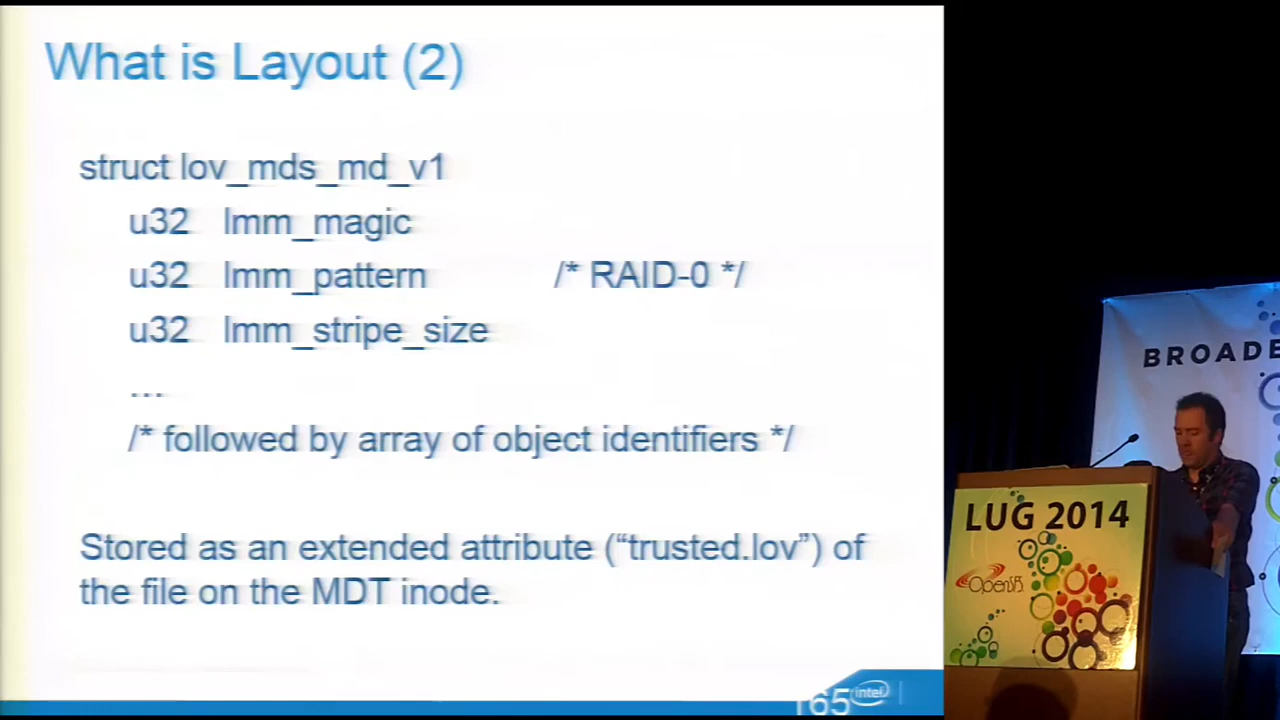 What is Layout (2)
struct lov_mds_md_v1
u32 lmm_magic
u32 lmm_pattern /* RAID-0 */
u32 lmm_stripe_size
...
/* followed by array of object identifiers */
Stored as an extended attribute (“trusted.lov”) of
the file on the MDT inode.
165
intel
BROADE
LUG 2014
OpenSFS